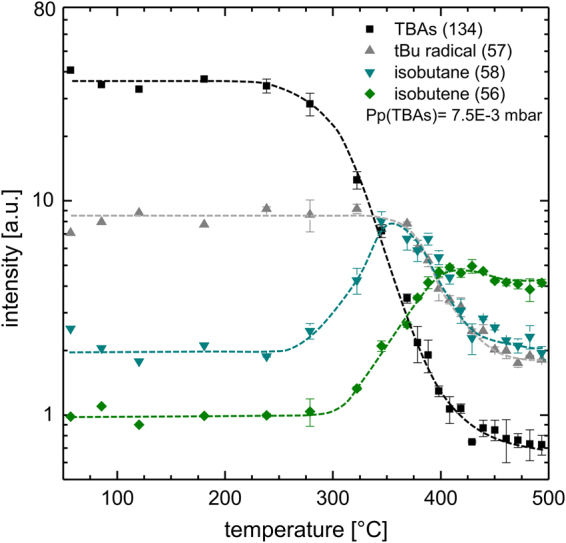 80
TBAs (134)
tBu radical (57)
isobutane (58)
isobutene (56)
Pp(TBAs)= 7.5E-3 mbar
10
intensity [a.u.]
1
100
200
300
400
500
temperature [°C]